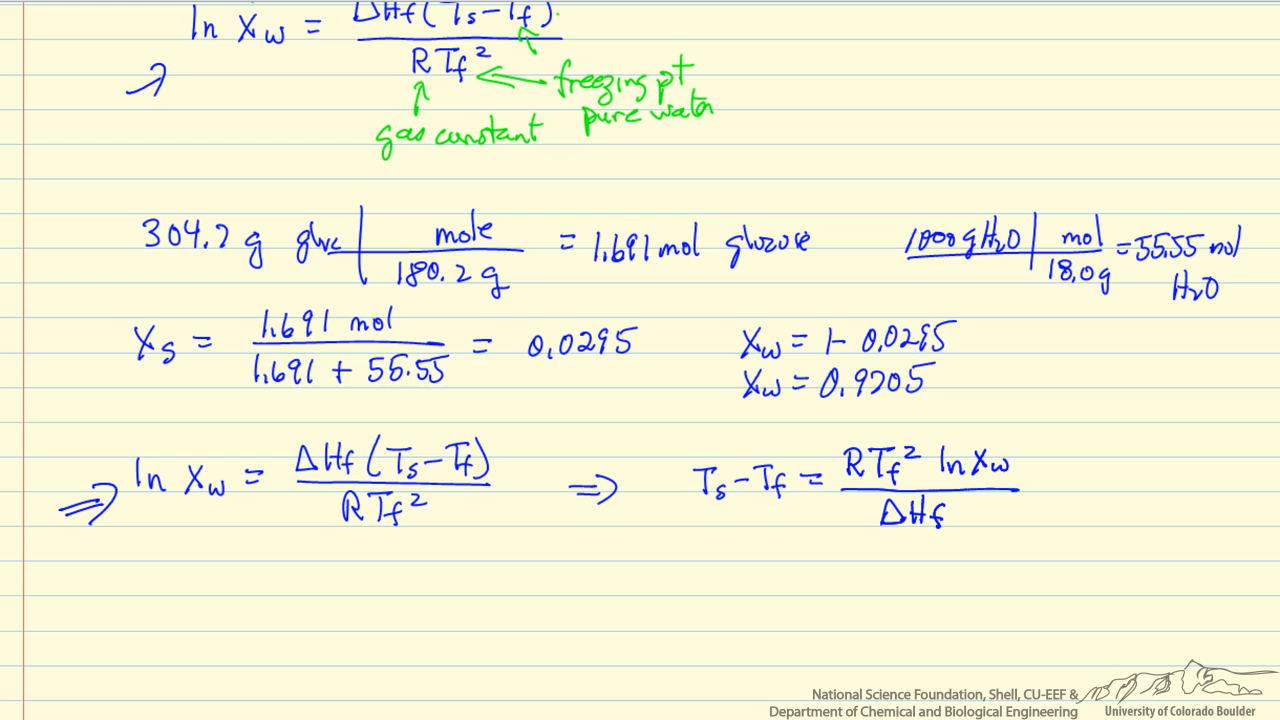 ln Xw = ΔHf (Ts - Tf) / RTf²
freezing pt
pure water
gas constant
304.7 g gluc | mole / 180.2 g = 1.691 mol glucose
1000 g H2O | mol / 18.0 g = 55.55 mol H2O
Xs = 1.691 mol / 1.691 + 55.55 = 0.0295
Xw = 1 - 0.0295
Xw = 0.9705
⇒ ln Xw = ΔHf (Ts - Tf) / RTf² ⇒ Ts - Tf = RTf² ln Xw / ΔHf
National Science Foundation, Shell, CU-EEF &
Department of Chemical and Biological Engineering
University of Colorado Boulder